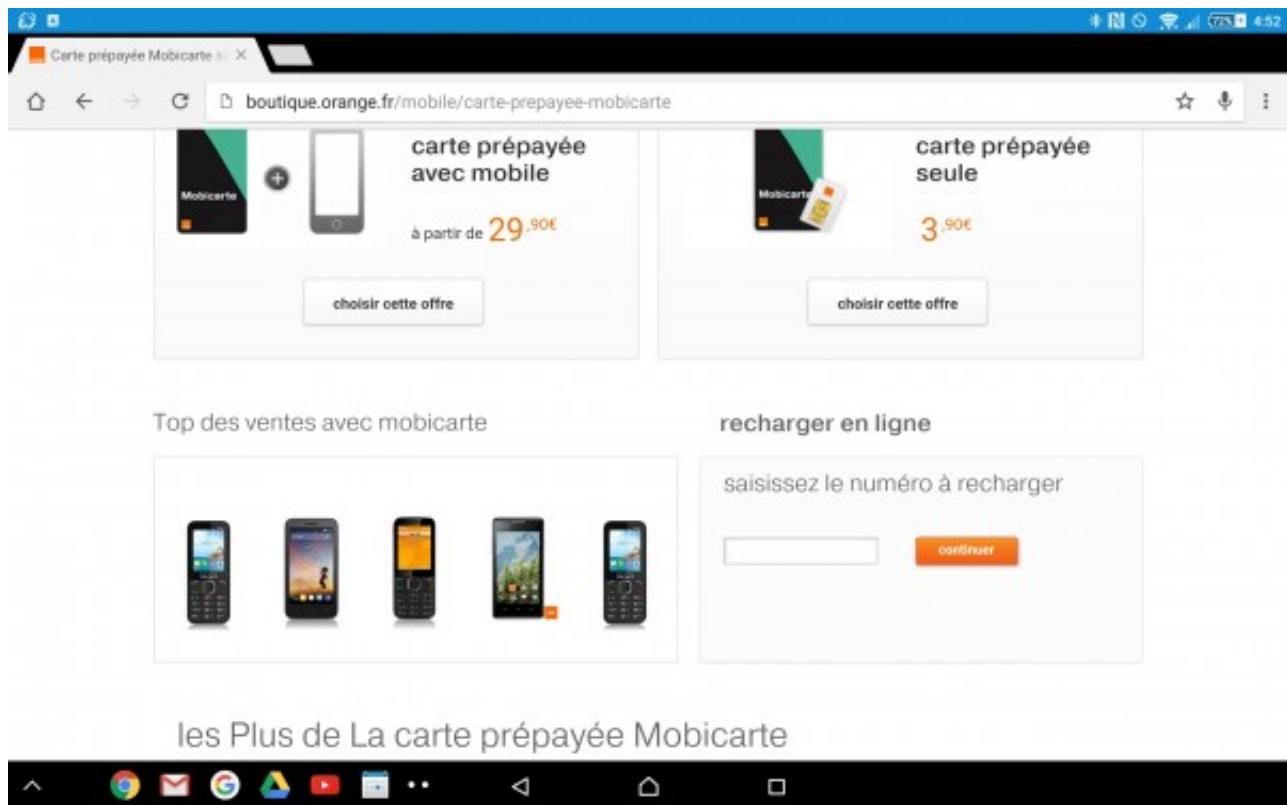 72% 4:52
Carte prépayée Mobicarte
boutique.orange.fr/mobile/carte-prepayee-mobicarte
Mobicarte
carte prépayée
avec mobile
à partir de 29,90€
choisir cette offre
Mobicarte
carte prépayée
seule
3,90€
choisir cette offre
Top des ventes avec mobicarte
recharger en ligne
saisissez le numéro à recharger
continuer
les Plus de La carte prépayée Mobicarte